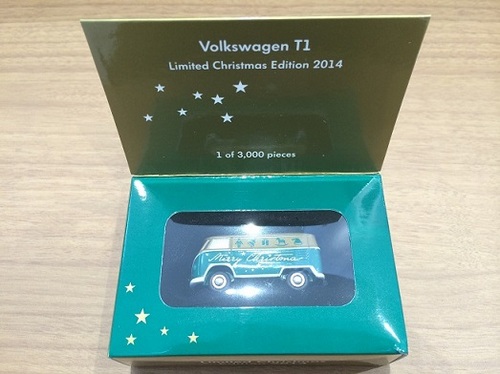 Volkswagen T1
Limited Christmas Edition 2014
1 of 3,000 pieces
Merry Christmas